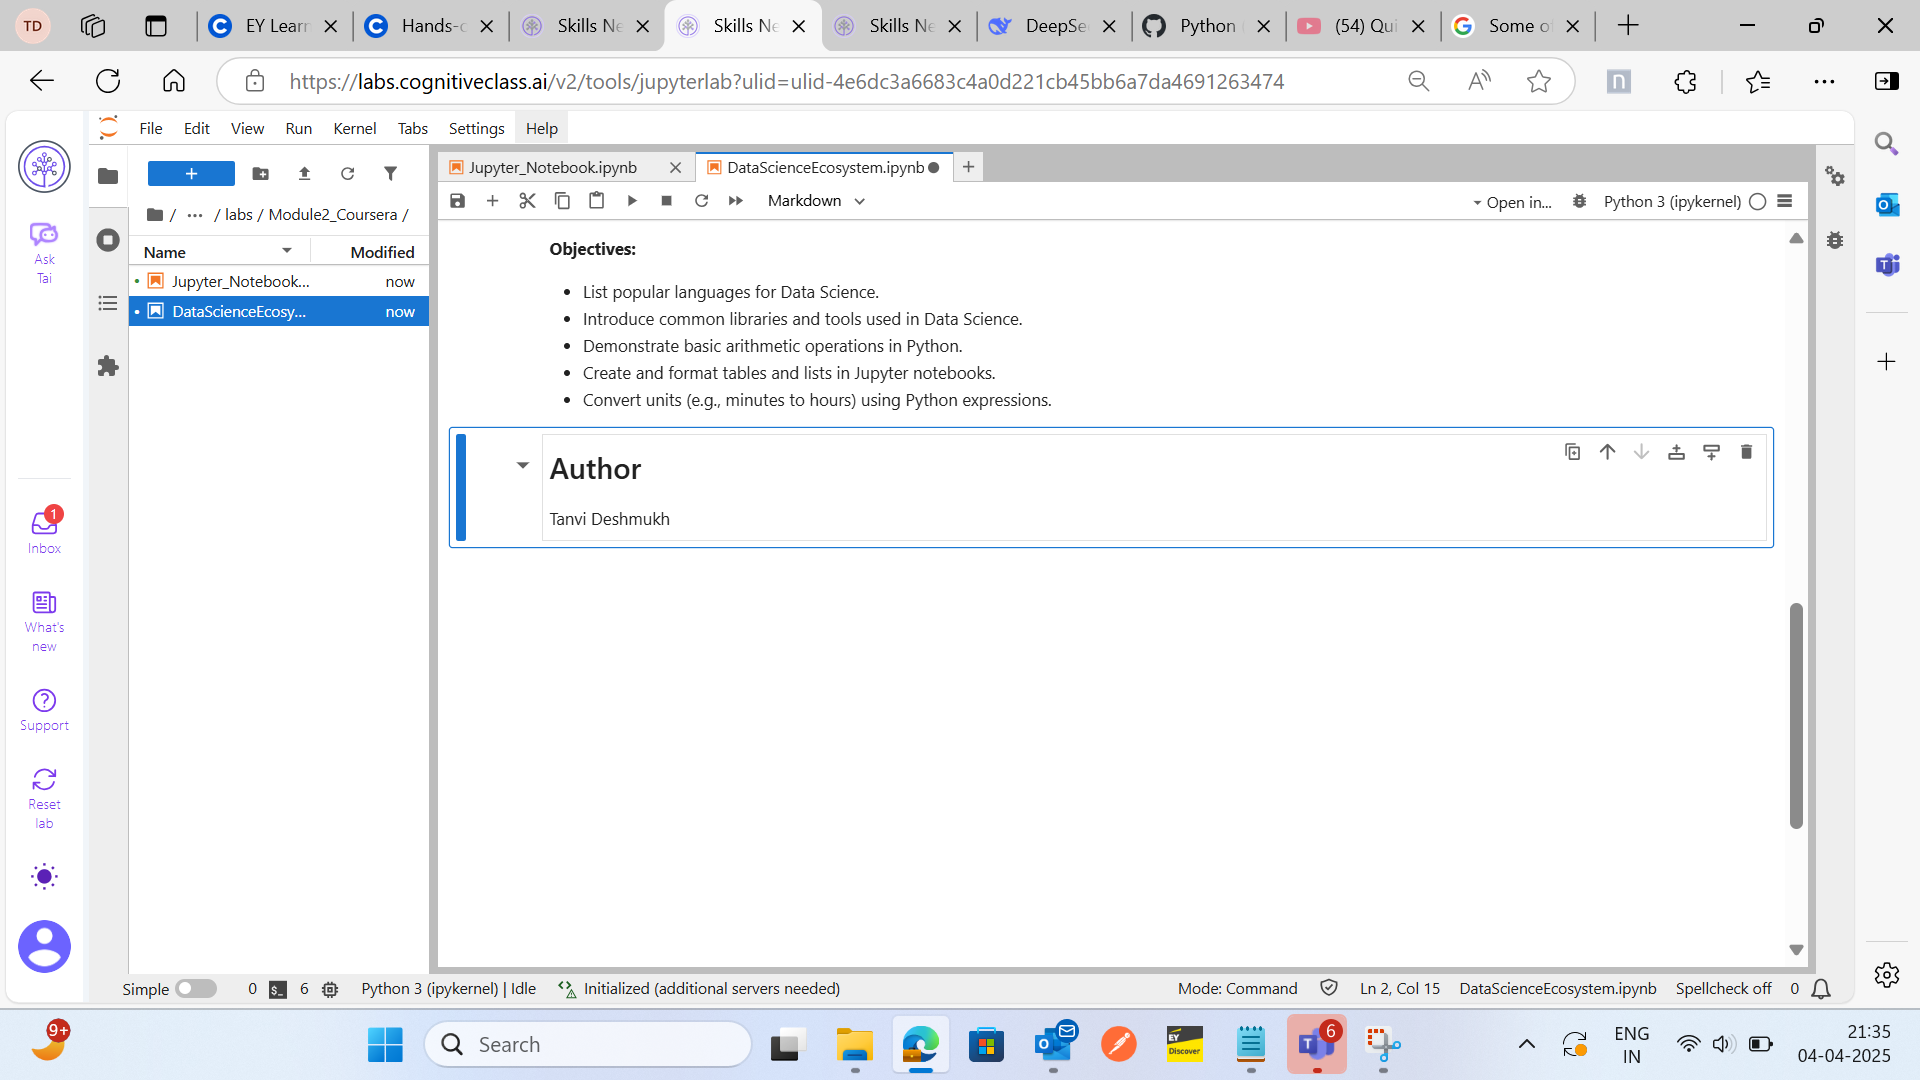 TD
EY Learn
Hands-o
Skills Ne
Skills Ne
Skills Ne
DeepSee
Python
(54) Qui
Some o
https://labs.cognitiveclass.ai/v2/tools/jupyterlab?ulid=ulid-4e6dc3a6683c4a0d221cb45bb6a7da4691263474
File Edit View Run Kernel Tabs Settings Help
Jupyter_Notebook.ipynb
DataScienceEcosystem.ipynb
Markdown
Open in...
Python 3 (ipykernel)
/ ... / labs / Module2_Coursera /
Name Modified
Jupyter_Notebook... now
DataScienceEcosy... now
Ask
Tai
Inbox
1
What's
new
Support
Reset
lab
Objectives:
List popular languages for Data Science.
Introduce common libraries and tools used in Data Science.
Demonstrate basic arithmetic operations in Python.
Create and format tables and lists in Jupyter notebooks.
Convert units (e.g., minutes to hours) using Python expressions.
Author
Tanvi Deshmukh
Simple 0 6 Python 3 (ipykernel) | Idle Initialized (additional servers needed) Mode: Command Ln 2, Col 15 DataScienceEcosystem.ipynb Spellcheck off 0
9+
Search
EY
Discover
6
ENG
IN
21:35
04-04-2025